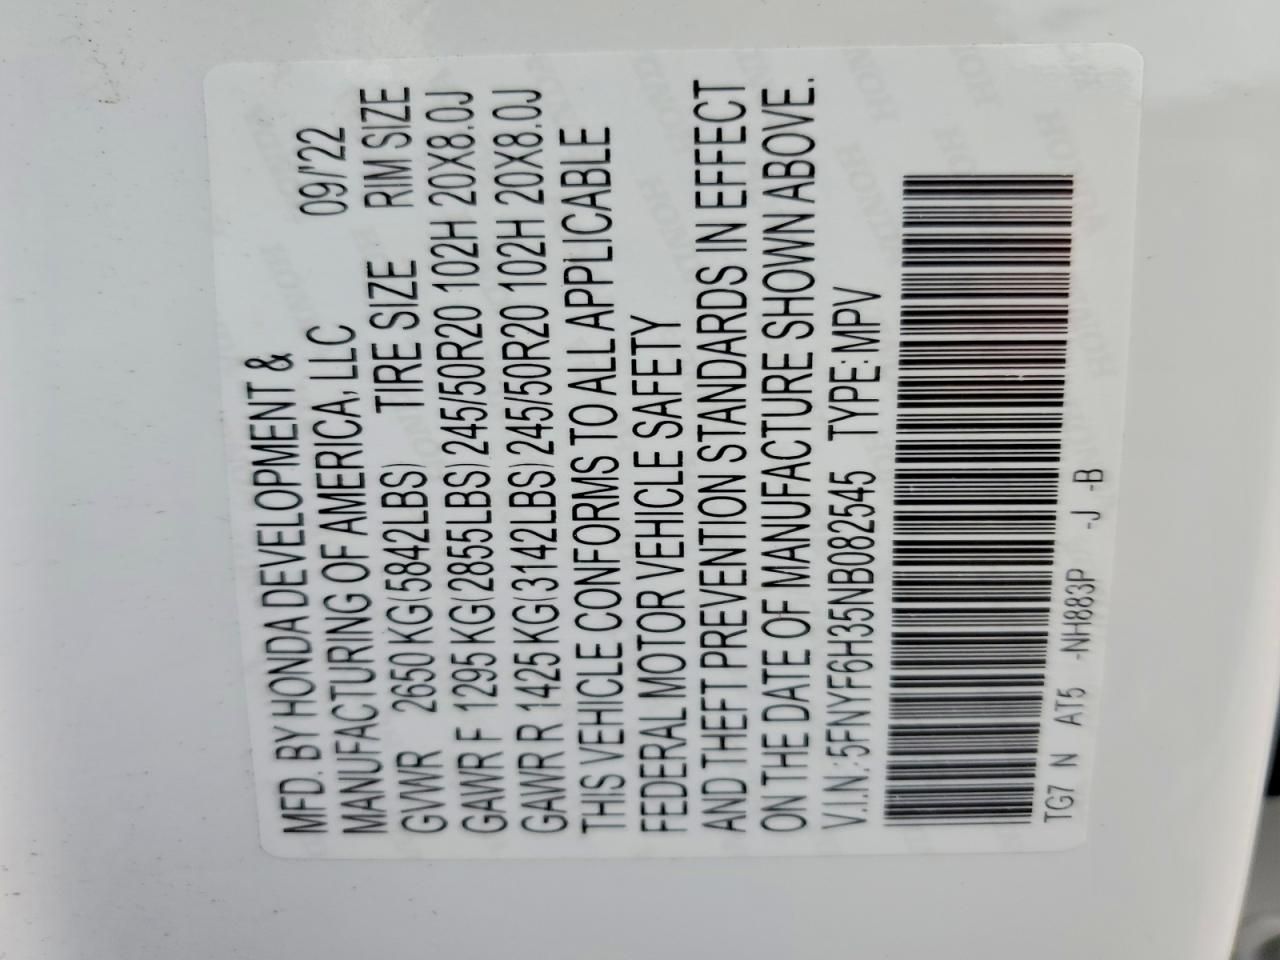 MFD. BY HONDA DEVELOPMENT &
MANUFACTURING OF AMERICA, LLC 09/'22
GVWR 2650 KG(5842LBS) TIRE SIZE RIM SIZE
GAWR F 1295 KG(2855LBS) 245/50R20 102H 20X8.0J
GAWR R 1425 KG(3142LBS) 245/50R20 102H 20X8.0J
THIS VEHICLE CONFORMS TO ALL APPLICABLE
FEDERAL MOTOR VEHICLE SAFETY
AND THEFT PREVENTION STANDARDS IN EFFECT
ON THE DATE OF MANUFACTURE SHOWN ABOVE.
V.I.N.: 5FNYF6H35NB082545 TYPE: MPV
TG7 N AT5 -NH883P -J -B